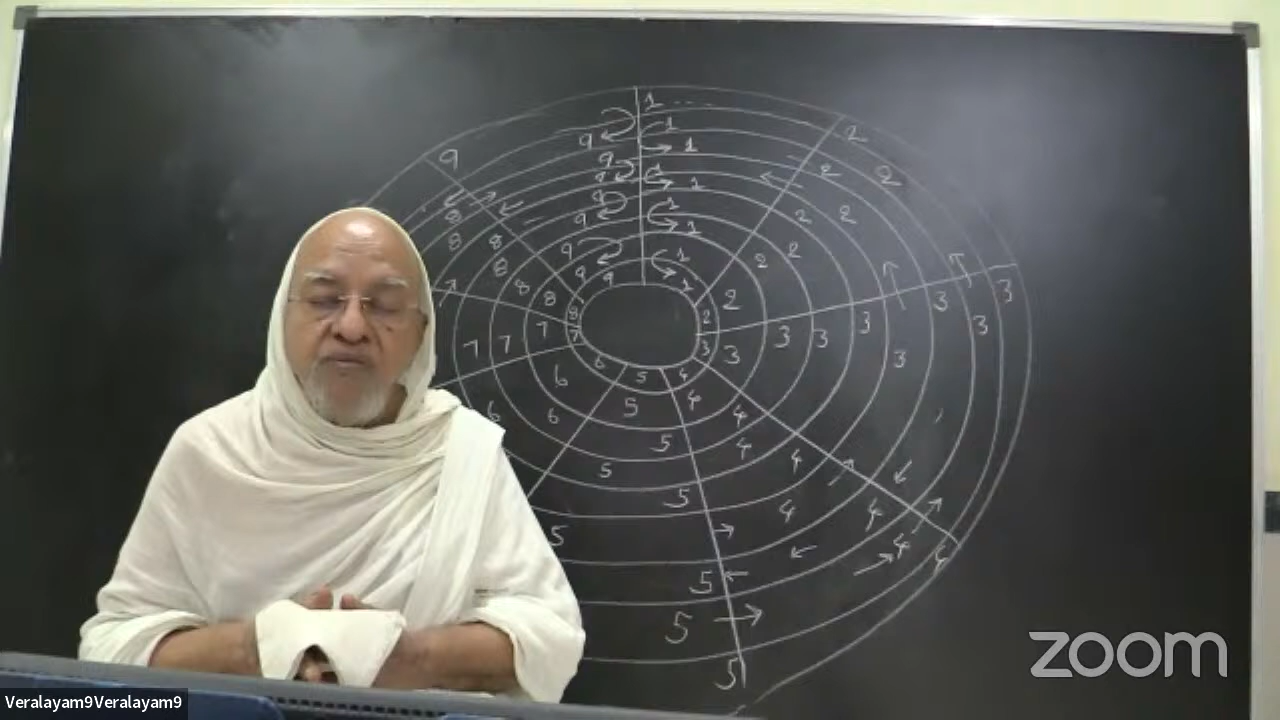 1 ....
9 1 2
9 1 2 2
9 1
8 9 1 2 2
8 8 9 1
8 9 1 2 2 3 3
8 8 9 9 1 2 3
8 2 3 3 3
7 7 7 7 3 3 3
6 6 5 4
6 6 5 4 4
5 5 4 4
5 5 4 4
5 4 4
5
5
ZOOM
Veralayam9Veralayam9